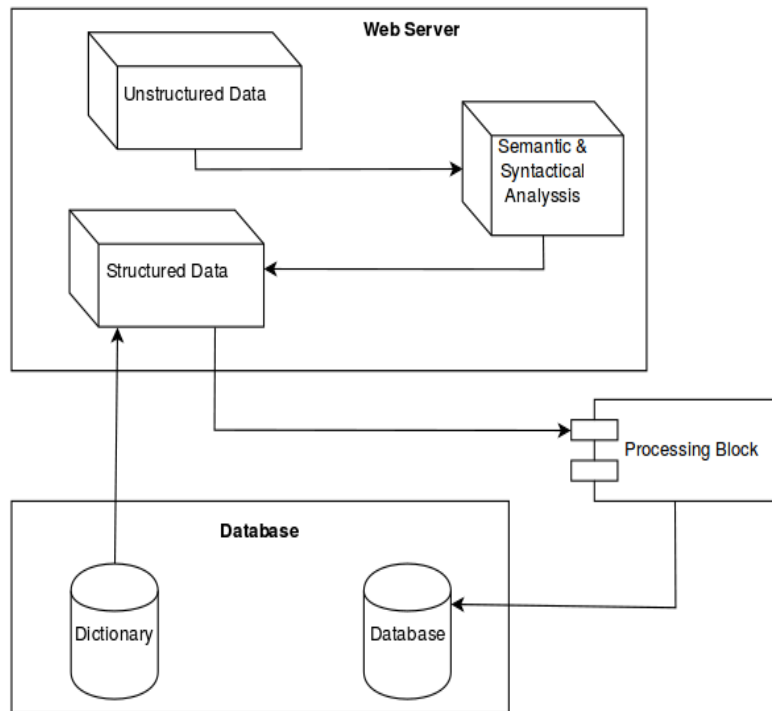 Web Server
Unstructured Data
Semantic &
Syntactical
Analyssis
Structured Data
Processing Block
Database
Dictionary
Database